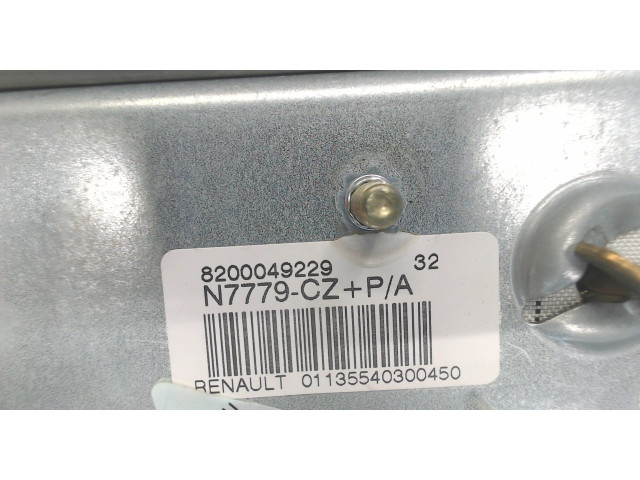 8200049229 32
N7779-CZ+P/A
RENAULT 01135540300450